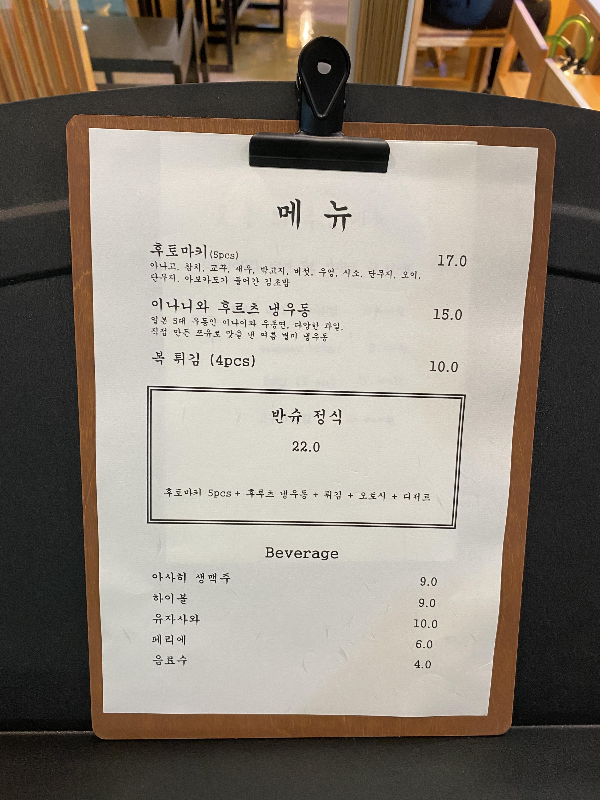 메 뉴
후토마키(5pcs) 17.0
아나고, 참치, 교꾸, 새우, 박고지, 버섯, 우엉, 시소, 단무지, 오이,
단무지, 아보카도가 들어간 김초밥
이나니와 후르츠 냉우동 15.0
일본 3대 우동인 이나니와 우동면, 다양한 과일,
직접 만든 쯔유로 맛을 낸 여름 별미 냉우동
복 튀김 (4pcs) 10.0
반슈 정식
22.0
후토마키 5pcs + 후루츠 냉우동 + 튀김 + 오토시 + 디저트
Beverage
아사히 생맥주 9.0
하이볼 9.0
유자사와 10.0
페리에 6.0
음료수 4.0